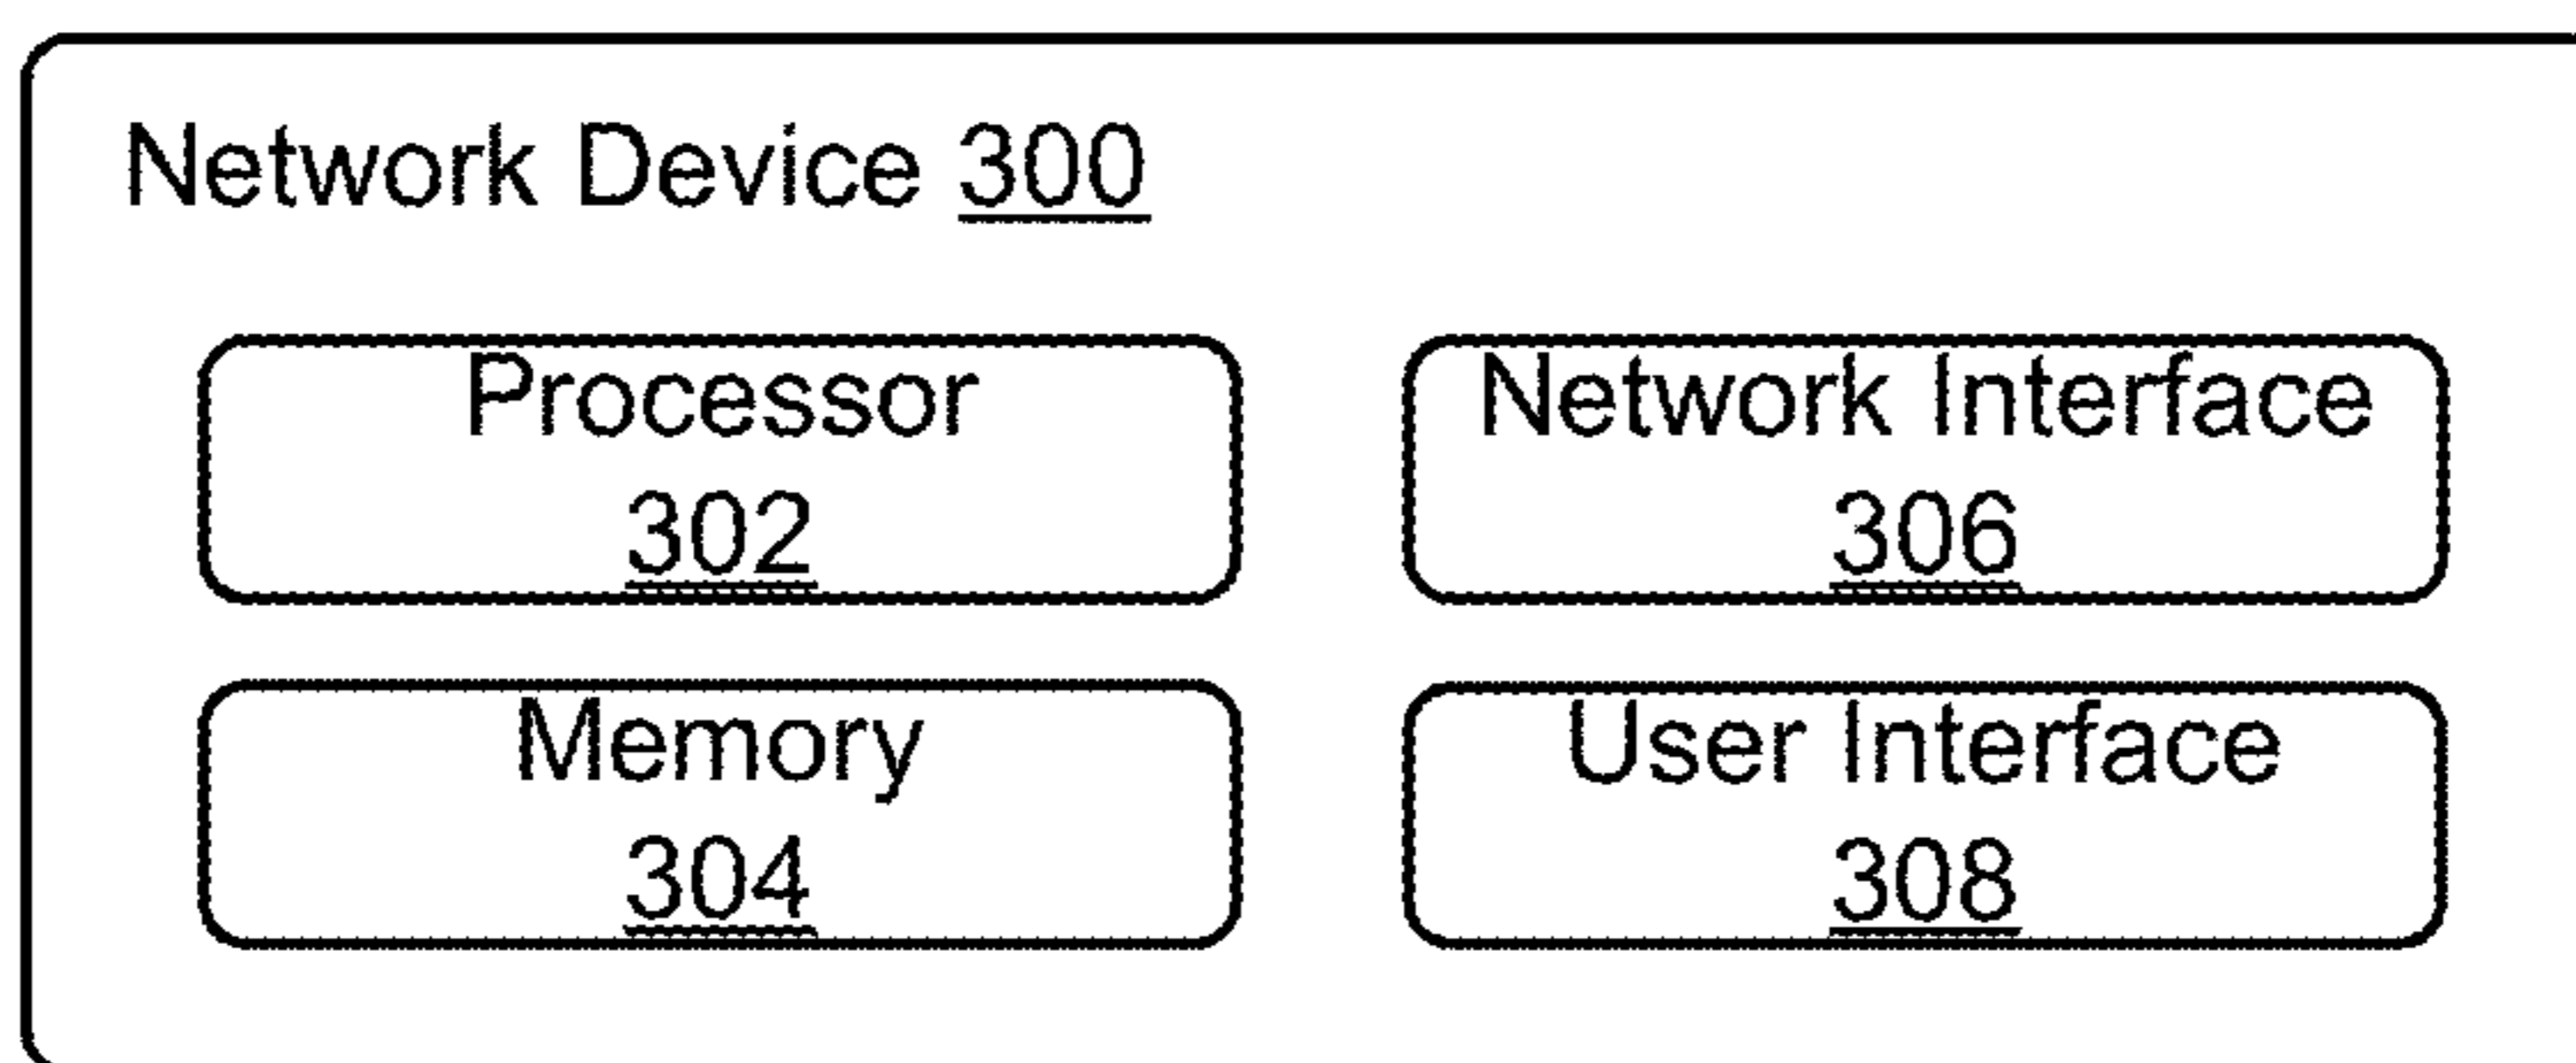 Network Device 300
Processor
302
Network Interface
306
Memory
304
User Interface
308